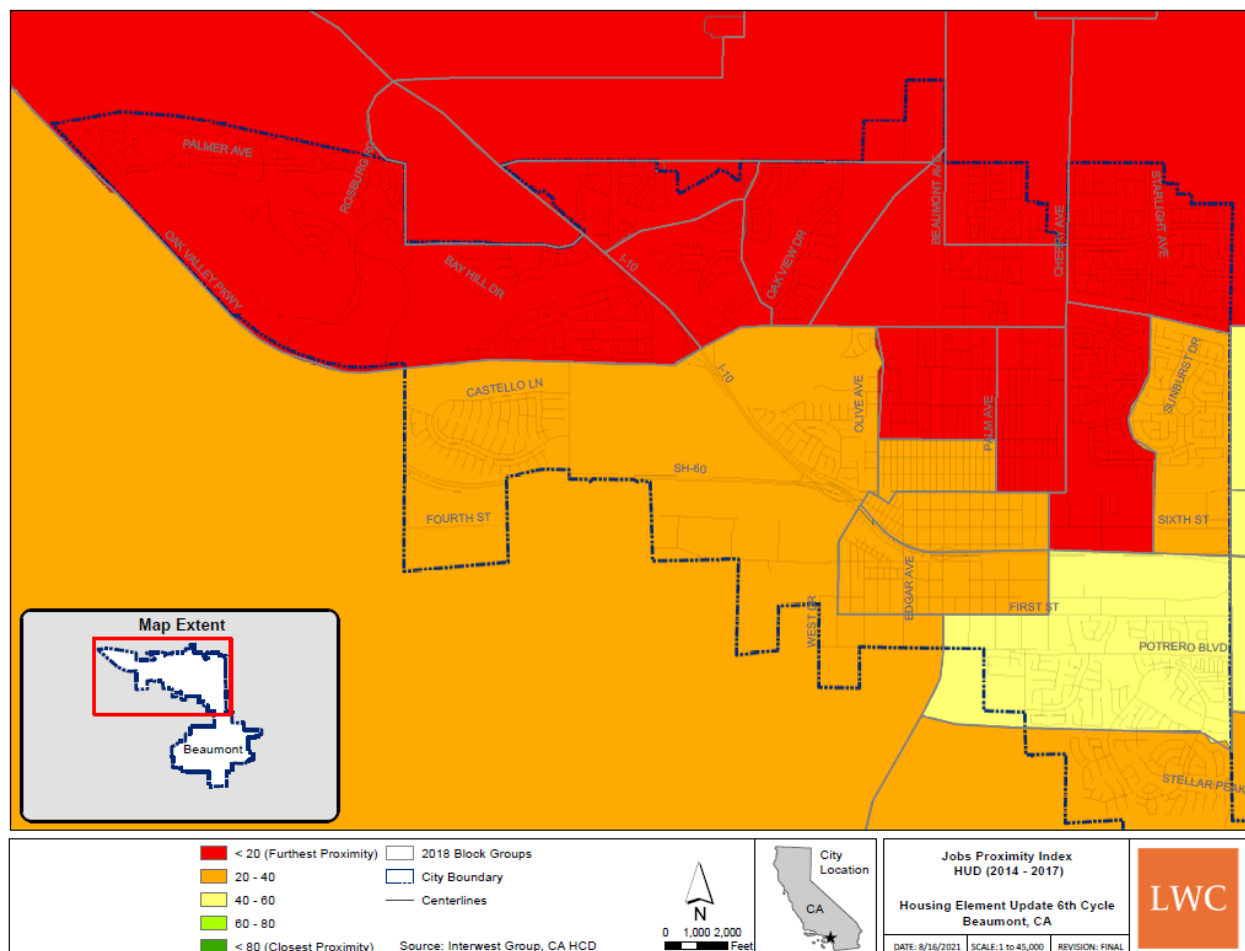 PALMER AVE
ROSBURG RD
OAK VALLEY PKWY
BAY HILL DR
I-10
OAK VIEW DR
BEAUMONT AVE
CHERRY AVE
STARLIGHT AVE
I-10
CASTELLO LN
OLIVE AVE
PALM AVE
SUNBURST DR
SH-60
FOURTH ST
SIXTH ST
EDGAR AVE
WEST DR
FIRST ST
POTRERO BLVD
STELLAR PEAK
Map Extent
Beaumont
< 20 (Furthest Proximity)
20 - 40
40 - 60
60 - 80
< 80 (Closest Proximity)
2018 Block Groups
City Boundary
Centerlines
Source: Interwest Group, CA HCD
N
0 1,000 2,000
Feet
City
Location
CA
Jobs Proximity Index
HUD (2014 - 2017)
Housing Element Update 6th Cycle
Beaumont, CA
DATE: 8/16/2021 SCALE:1 to 45,000 REVISION: FINAL
LWC